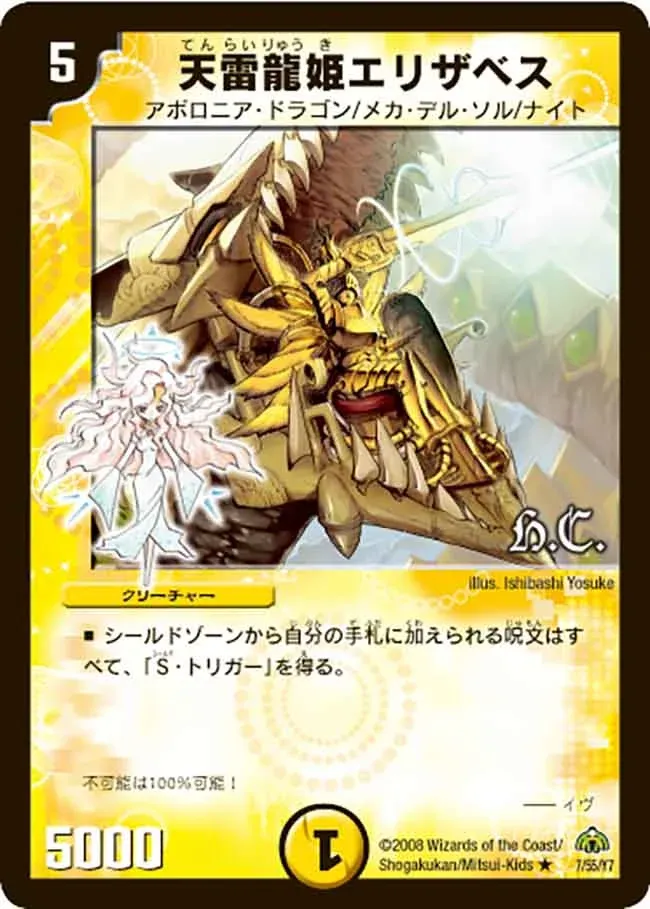 5
てんらいりゅうき
天雷龍姫エリザベス
アポロニア・ドラゴン/メカ・デル・ソル/ナイト
h.C.
illus. Ishibashi Yosuke
クリーチャー
■ シールドゾーンから自分の手札に加えられる呪文はす
べて、「S・トリガー」を得る。
不可能は100%可能！
—— イヴ
5000
1
©2008 Wizards of the Coast/
Shogakukan/Mitsui-Kids ★ 7/55/Y7